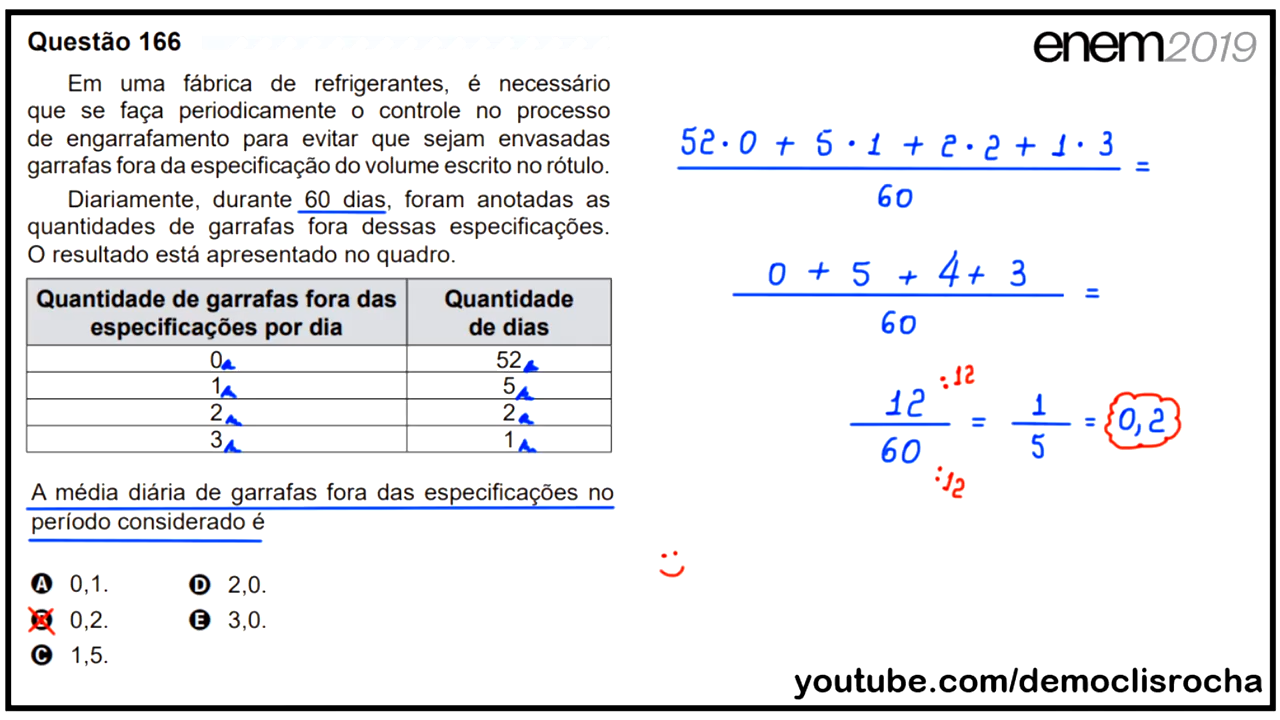 Questão 166
enem2019
Em uma fábrica de refrigerantes, é necessário
que se faça periodicamente o controle no processo
de engarrafamento para evitar que sejam envasadas
garrafas fora da especificação do volume escrito no rótulo.
Diariamente, durante 60 dias, foram anotadas as
quantidades de garrafas fora dessas especificações.
O resultado está apresentado no quadro.
Quantidade de garrafas fora das especificações por dia
Quantidade de dias
0 52
1 5
2 2
3 1
A média diária de garrafas fora das especificações no
período considerado é
A 0,1.
B 0,2.
C 1,5.
D 2,0.
E 3,0.
52 · 0 + 5 · 1 + 2 · 2 + 1 · 3 =
60
0 + 5 + 4 + 3 =
60
:12
12 = 1 = 0,2
60 5
:12
youtube.com/democlisrocha